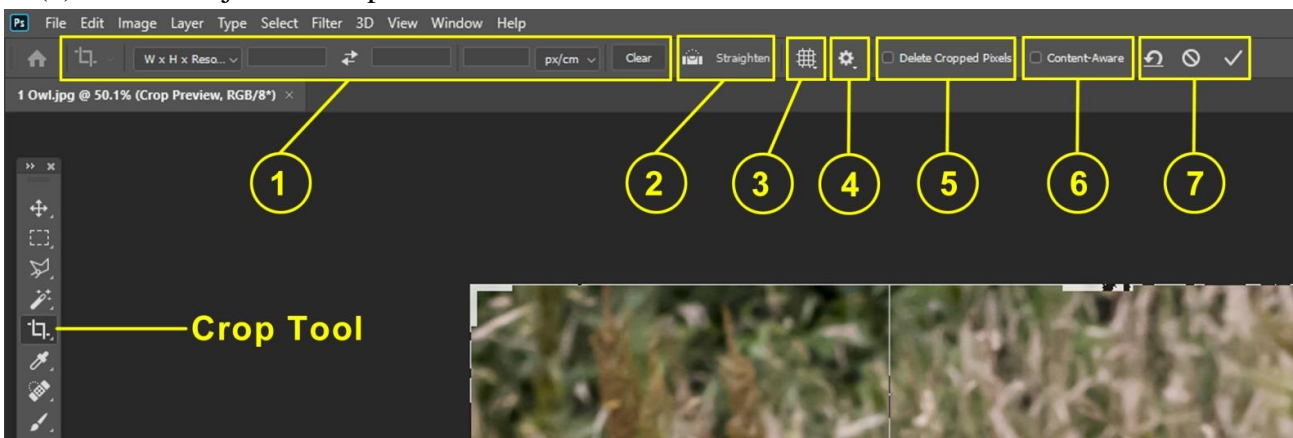 Ps File Edit Image Layer Type Select Filter 3D View Window Help
W x H x Reso... px/cm Clear Straighten Delete Cropped Pixels Content-Aware
1 Owl.jpg @ 50.1% (Crop Preview, RGB/8*) ×
1 2 3 4 5 6 7
Crop Tool